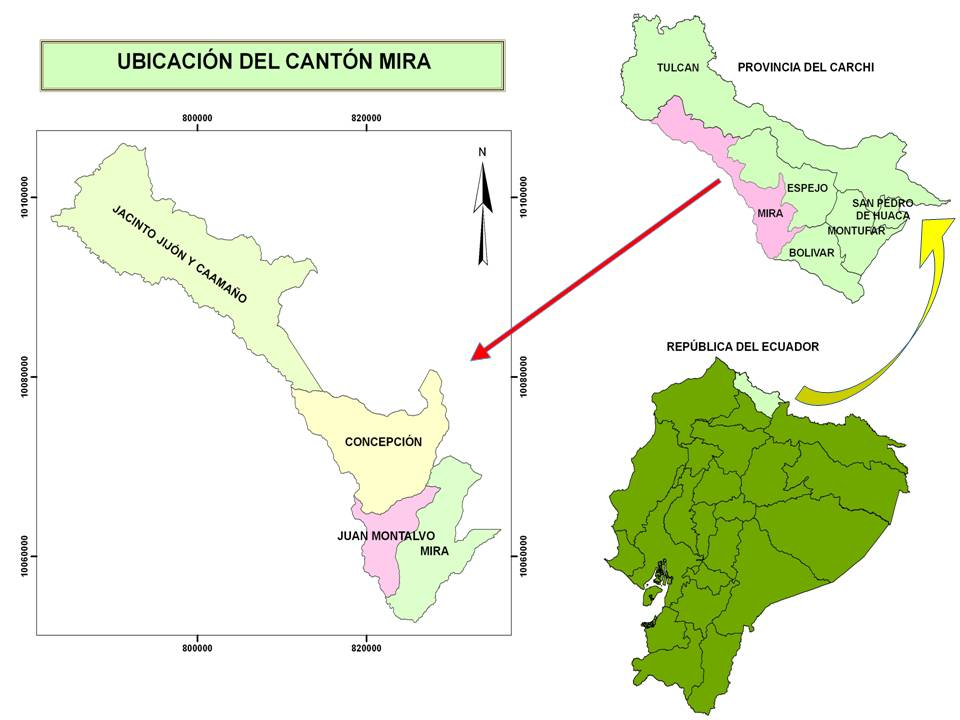 UBICACIÓN DEL CANTÓN MIRA
800000
820000
N
10100000
10100000
10080000
10080000
10060000
10060000
JACINTO JIJÓN Y CAAMAÑO
CONCEPCIÓN
JUAN MONTALVO
MIRA
800000
820000
TULCAN
PROVINCIA DEL CARCHI
ESPEJO
SAN PEDRO
DE HUACA
MIRA
MONTUFAR
BOLIVAR
REPÚBLICA DEL ECUADOR